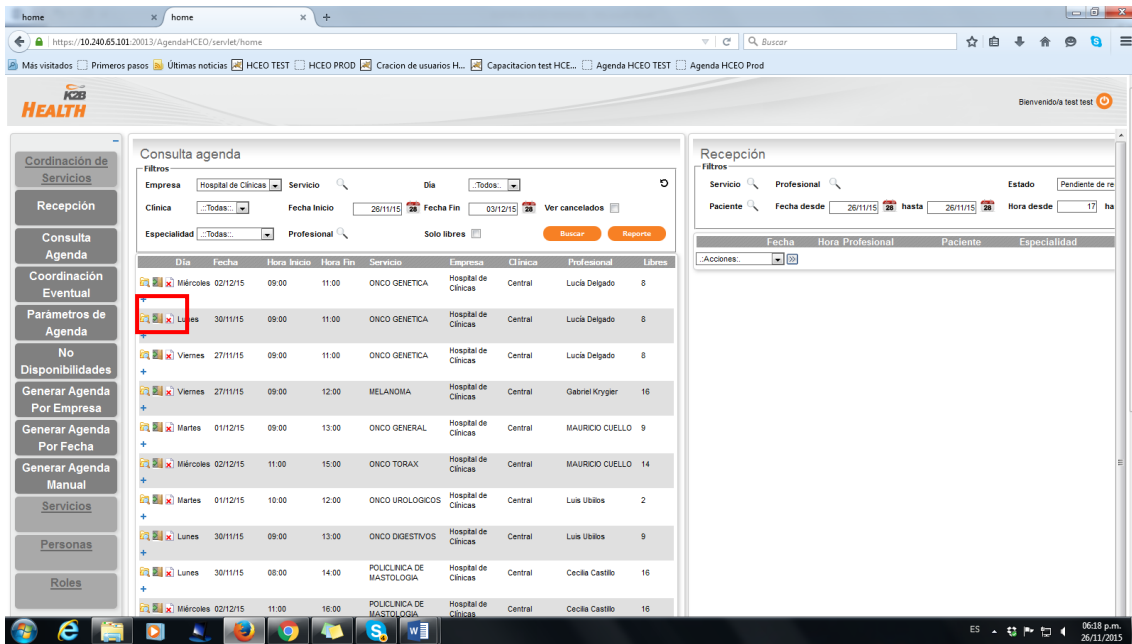 home × home × +
https://10.240.65.101:20013/AgendaHCEO/servlet/home Buscar
Más visitados Primeros pasos Últimas noticias HCEO TEST HCEO PROD Cracion de usuarios H... Capacitacion test HCE... Agenda HCEO TEST Agenda HCEO Prod
K2B
HEALTH
Bienvenido/a test test
Cordinación de
Servicios
Recepción
Consulta
Agenda
Coordinación
Eventual
Parámetros de
Agenda
No
Disponibilidades
Generar Agenda
Por Empresa
Generar Agenda
Por Fecha
Generar Agenda
Manual
Servicios
Personas
Roles
Consulta agenda
Filtros
Empresa Hospital de Clínicas Servicio Dia .:Todos:.
Clínica .:Todas:. Fecha Inicio 26/11/15 28 Fecha Fin 03/12/15 28 Ver cancelados
Especialidad .:Todas::. Profesional Solo libres Buscar Reporte
Día Fecha Hora Inicio Hora Fin Servicio Empresa Clínica Profesional Libres
Miércoles 02/12/15 09:00 11:00 ONCO GENETICA Hospital de Clínicas Central Lucía Delgado 8
+
Lunes 30/11/15 09:00 11:00 ONCO GENETICA Hospital de Clínicas Central Lucía Delgado 8
+
Viernes 27/11/15 09:00 11:00 ONCO GENETICA Hospital de Clínicas Central Lucía Delgado 8
+
Viernes 27/11/15 09:00 12:00 MELANOMA Hospital de Clínicas Central Gabriel Krygier 16
+
Martes 01/12/15 09:00 13:00 ONCO GENERAL Hospital de Clínicas Central MAURICIO CUELLO 9
+
Miércoles 02/12/15 11:00 15:00 ONCO TORAX Hospital de Clínicas Central MAURICIO CUELLO 14
+
Martes 01/12/15 10:00 12:00 ONCO UROLOGICOS Hospital de Clínicas Central Luis Ubillos 2
+
Lunes 30/11/15 09:00 13:00 ONCO DIGESTIVOS Hospital de Clínicas Central Luis Ubillos 9
+
Lunes 30/11/15 08:00 14:00 POLICLINICA DE MASTOLOGIA Hospital de Clínicas Central Cecilia Castillo 16
+
Miércoles 02/12/15 11:00 16:00 POLICLINICA DE MASTOLOGIA Hospital de Clínicas Central Cecilia Castillo 16
Recepción
Filtros
Servicio Profesional Estado Pendiente de re
Paciente Fecha desde 26/11/15 28 hasta 26/11/15 28 Hora desde 17 ha
Fecha Hora Profesional Paciente Especialidad
.:Acciones:.
ES 06:18 p.m.
26/11/2015